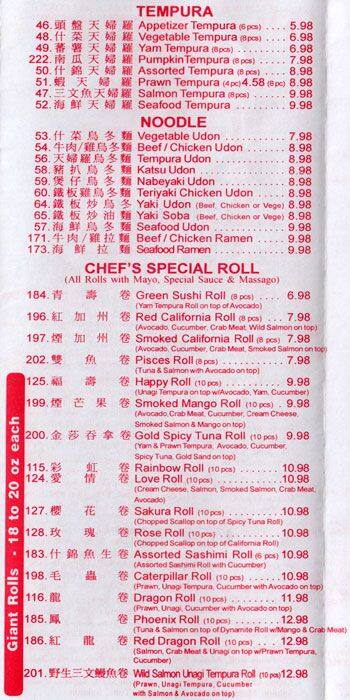 TEMPURA
46. 頭盤天婦羅 Appetizer Tempura (6 pcs) .... 5.98
48. 什菜天婦羅 Vegetable Tempura (8pcs) ..... 6.98
49. 蕃薯天婦羅 Yam Tempura (8pcs) ........ 6.98
222. 南瓜天婦羅 Pumpkin Tempura (8 pcs) ...... 7.98
50. 什錦天婦羅 Assorted Tempura (8 pcs) ..... 8.98
51. 蝦天婦羅 Prawn Tempura (4pc) 4.58 (8pc) 8.98
47. 三文魚天婦羅 Salmon Tempura (6pcs) ...... 9.98
52. 海鮮天婦羅 Seafood Tempura .......... 9.98
NOODLE
53. 什菜烏冬麵 Vegetable Udon ........... 7.98
54. 牛肉/雞烏冬麵 Beef / Chicken Udon ........ 8.98
56. 天婦羅烏冬麵 Tempura Udon ............ 8.98
58. 豬扒烏冬麵 Katsu Udon .............. 8.98
59. 煲仔烏冬麵 Nabeyaki Udon ............ 8.98
60. 鐵板雞烏冬麵 Teriyaki Chicken Udon ...... 8.98
64. 鐵板炒烏冬 Yaki Udon (Beef, Chicken or Vege) 8.98
65. 鐵板炒油麵 Yaki Soba (Beef, Chicken or Vege) 8.98
57. 海鮮烏冬麵 Seafood Udon ............ 9.98
171. 牛肉/雞拉麵 Beef / Chicken Ramen ...... 9.98
173. 海鮮拉麵 Seafood Ramen ........... 9.98
CHEF'S SPECIAL ROLL
(All Rolls with Mayo, Special Sauce & Massago)
184. 青壽卷 Green Sushi Roll (8 pcs) .... 6.98
(Yam Tempura Roll on top of Avocado)
196. 紅加州卷 Red California Roll (8 pcs) .. 7.98
(Avocado, Cucumber, Crab Meat, Wild Salmon on top)
197. 煙加州卷 Smoked California Roll (8 pcs) 7.98
(Avocado, Cucumber, Crab Meat, Smoked Salmon on top)
202. 雙魚卷 Pisces Roll (8 pcs) ......... 7.98
(Tuna & Salmon with Avocado on top)
125. 福壽卷 Happy Roll (10 pcs) ......... 9.98
(Unagi Tempura on top w/Avocado, Yam, Cucumber)
199. 煙芒果卷 Smoked Mango Roll (10 pcs) .. 9.98
(Avocado, Crab Meat, Cucumber, Cream Cheese,
Smoked Salmon & Mango on top)
200. 金莎吞拿卷 Gold Spicy Tuna Roll (10 pcs) 9.98
(Yam & Prawn Tempura, Avocado, Cucumber,
Spicy Tuna, Gold Sand on top)
115. 彩虹卷 Rainbow Roll (10 pcs) ..... 10.98
124. 愛情卷 Love Roll (10 pcs) ......... 10.98
(Cream Cheese, Salmon, Smoked Salmon, Crab Meat,
Avocado)
127. 櫻花卷 Sakura Roll (10 pcs) ....... 10.98
(Chopped Scallop on top of Spicy Tuna Roll)
128. 玫瑰卷 Rose Roll (10 pcs) ........ 10.98
(Chopped Scallop on top of California Roll)
183. 什錦魚生卷 Assorted Sashimi Roll (6 pcs) 10.98
(Assorted Sashimi Roll with Cucumber)
198. 毛蟲卷 Caterpillar Roll (10 pcs) .... 10.98
(Prawn, Unagi Tempura, Cucumber with Avocado on top)
116. 龍卷 Dragon Roll (10 pcs) ....... 11.98
(Prawn, Unagi, Cucumber with Avocado on top)
185. 鳳卷 Phoenix Roll (10 pcs) ...... 12.98
(Tuna & Salmon on top of Dynamite Roll w/Mango & Crab Meat)
186. 紅龍卷 Red Dragon Roll (10 pcs) ... 12.98
(Salmon, Crab Meat & Unagi on top w/Prawn Tempura,
Cucumber)
201. 野生三文鰻魚卷 Wild Salmon Unagi Tempura Roll (10 pcs) 12.98
(Prawn, Unagi Tempura, Cucumber
with Salmon & Avocado on top)
Giant Rolls - 18 to 20 oz each